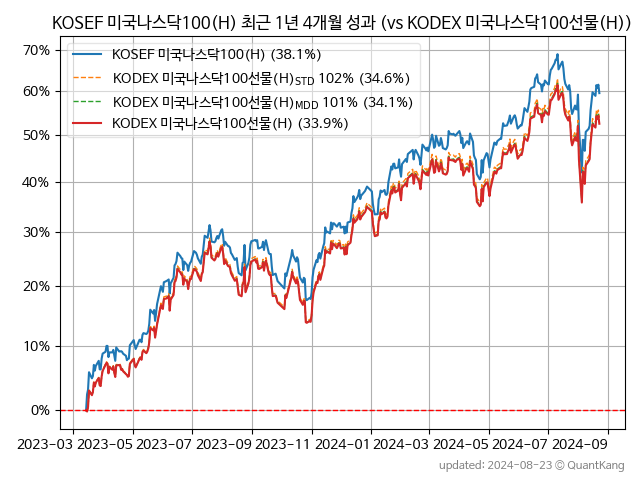 KOSEF 미국나스닥100(H) 최근 1년 4개월 성과 (vs KODEX 미국나스닥100선물(H))
KOSEF 미국나스닥100(H) (38.1%)
KODEX 미국나스닥100선물(H)STD 102% (34.6%)
KODEX 미국나스닥100선물(H)MDD 101% (34.1%)
KODEX 미국나스닥100선물(H) (33.9%)
70%
60%
50%
40%
30%
20%
10%
0%
2023-03 2023-05 2023-07 2023-09 2023-11 2024-01 2024-03 2024-05 2024-07 2024-09
updated: 2024-08-23 ⓒ QuantKang